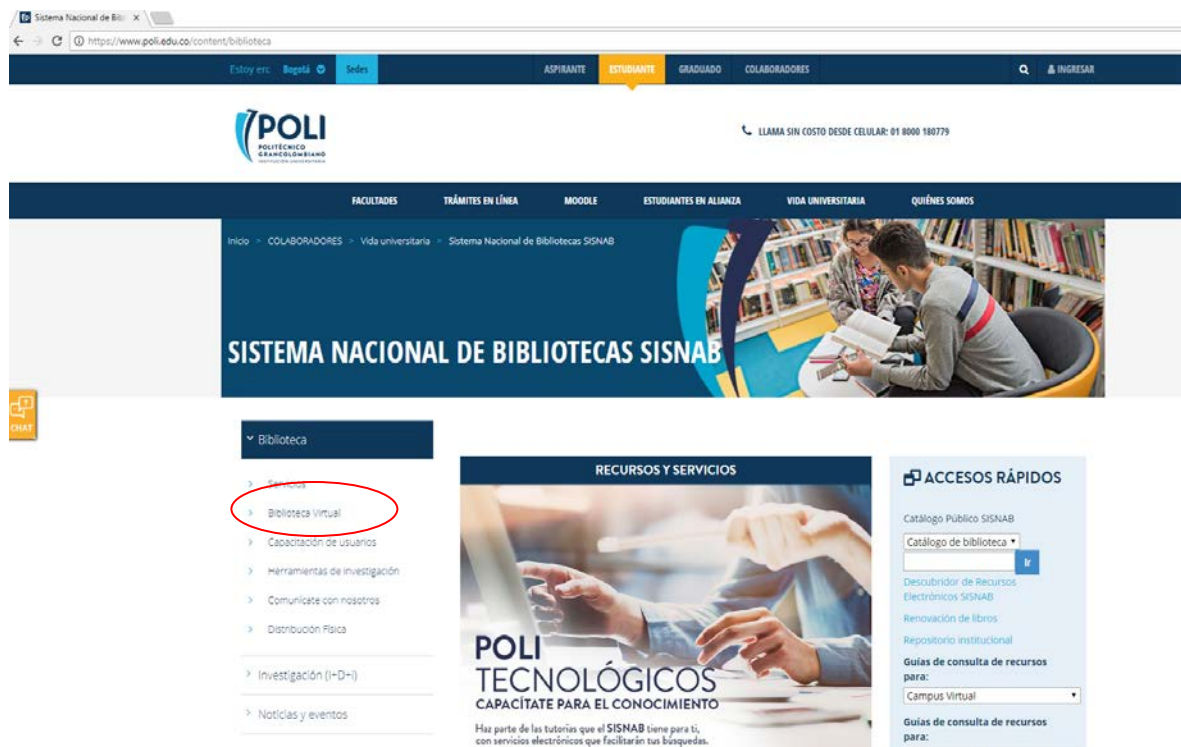 Sistema Nacional de Bib
https://www.poli.edu.co/content/biblioteca
Estoy en: Bogotá
Sedes
ASPIRANTE
ESTUDIANTE
GRADUADO
COLABORADORES
INGRESAR
POLI
POLITÉCNICO
GRANCOLOMBIANO
INSTITUCIÓN UNIVERSITARIA
LLAMA SIN COSTO DESDE CELULAR: 01 8000 180779
FACULTADES
TRÁMITES EN LÍNEA
MOODLE
ESTUDIANTES EN ALIANZA
VIDA UNIVERSITARIA
QUIÉNES SOMOS
Inicio > COLABORADORES > Vida universitaria > Sistema Nacional de Bibliotecas SISNAB
SISTEMA NACIONAL DE BIBLIOTECAS SISNAB
CHAT
Biblioteca
Servicios
Biblioteca Virtual
Capacitación de usuarios
Herramientas de investigación
Comunícate con nosotros
Distribución Física
Investigación (I+D+i)
Noticias y eventos
RECURSOS Y SERVICIOS
POLI
TECNOLÓGICOS
CAPACÍTATE PARA EL CONOCIMIENTO
Haz parte de las tutorías que el SISNAB tiene para ti,
con servicios electrónicos que facilitarán tus búsquedas.
ACCESOS RÁPIDOS
Catálogo Público SISNAB
Catálogo de biblioteca
Ir
Descubridor de Recursos
Electrónicos SISNAB
Renovación de libros
Repositorio institucional
Guías de consulta de recursos
para:
Campus Virtual
Guías de consulta de recursos
para: